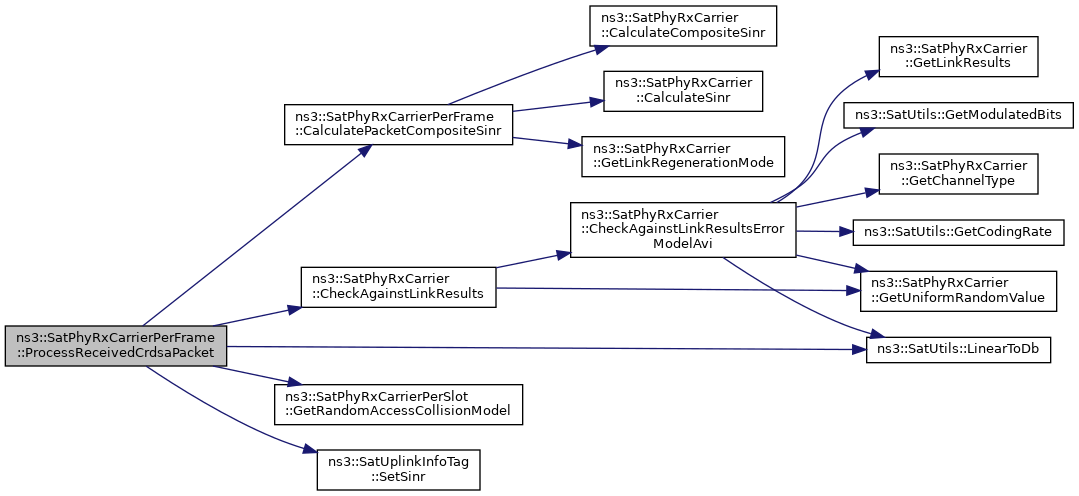 ns3::SatPhyRxCarrierPerFrame
::ProcessReceivedCrdsaPacket
ns3::SatPhyRxCarrierPerFrame
::CalculatePacketCompositeSinr
ns3::SatPhyRxCarrier
::CalculateCompositeSinr
ns3::SatPhyRxCarrier
::CalculateSinr
ns3::SatPhyRxCarrier
::GetLinkRegenerationMode
ns3::SatPhyRxCarrier
::CheckAgainstLinkResults
ns3::SatPhyRxCarrier
::CheckAgainstLinkResultsError
ModelAvi
ns3::SatPhyRxCarrier
::GetLinkResults
ns3::SatUtils::GetModulatedBits
ns3::SatPhyRxCarrier
::GetChannelType
ns3::SatUtils::GetCodingRate
ns3::SatPhyRxCarrier
::GetUniformRandomValue
ns3::SatUtils::LinearToDb
ns3::SatPhyRxCarrierPerSlot
::GetRandomAccessCollisionModel
ns3::SatUplinkInfoTag
::SetSinr